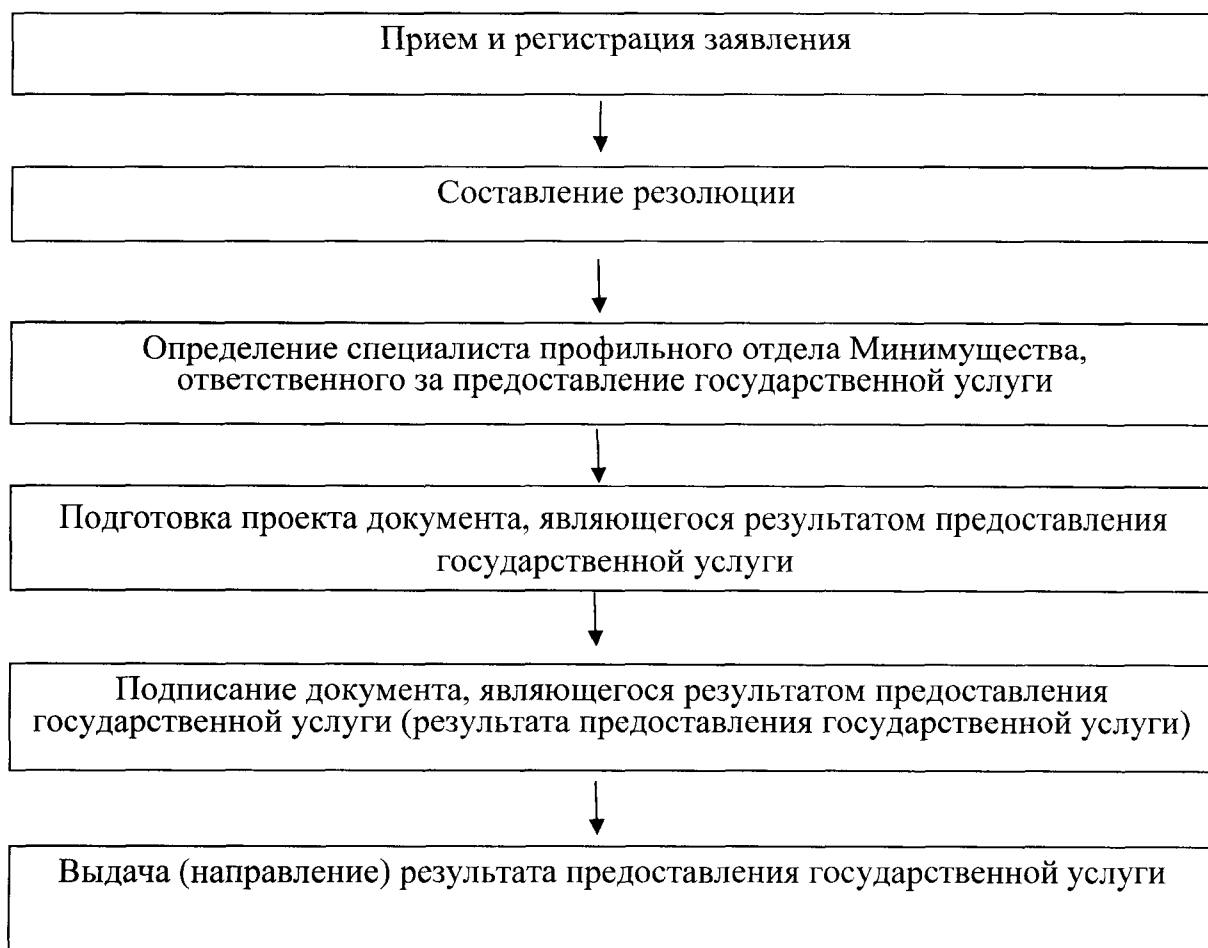 Прием и регистрация заявления
Составление резолюции
Определение специалиста профильного отдела Минимущества,
ответственного за предоставление государственной услуги
Подготовка проекта документа, являющегося результатом предоставления
государственной услуги
Подписание документа, являющегося результатом предоставления
государственной услуги (результата предоставления государственной услуги)
Выдача (направление) результата предоставления государственной услуги